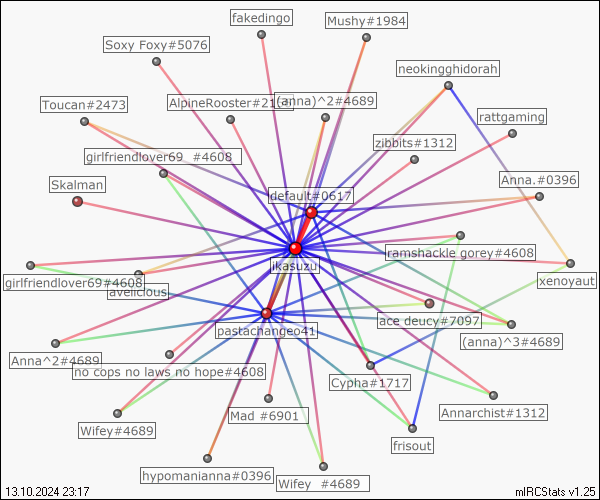 fakedingo
Mushy#1984
Soxy Foxy#5076
neokingghidorah
Toucan#2473
(anna)^2#4689
rattgaming
zibbits#1312
girlfriendlover69_ #4608
Skalman
Anna.#0396
default#0617
ramshackle gorey#4608
jkasuzu
girlfriendlover69#4608
xenoyaut
avelicious
ace deucy#7097
pastachangeo41
(anna)^3#4689
Anna^2#4689
no cops no laws no hope#4608
Cypha#1717
Mad #6901
Annarchist#1312
Wifey#4689
frisout
hypomanianna#0396
Wifey_ #4689
13.10.2024 23:17
mIRCStats v1.25